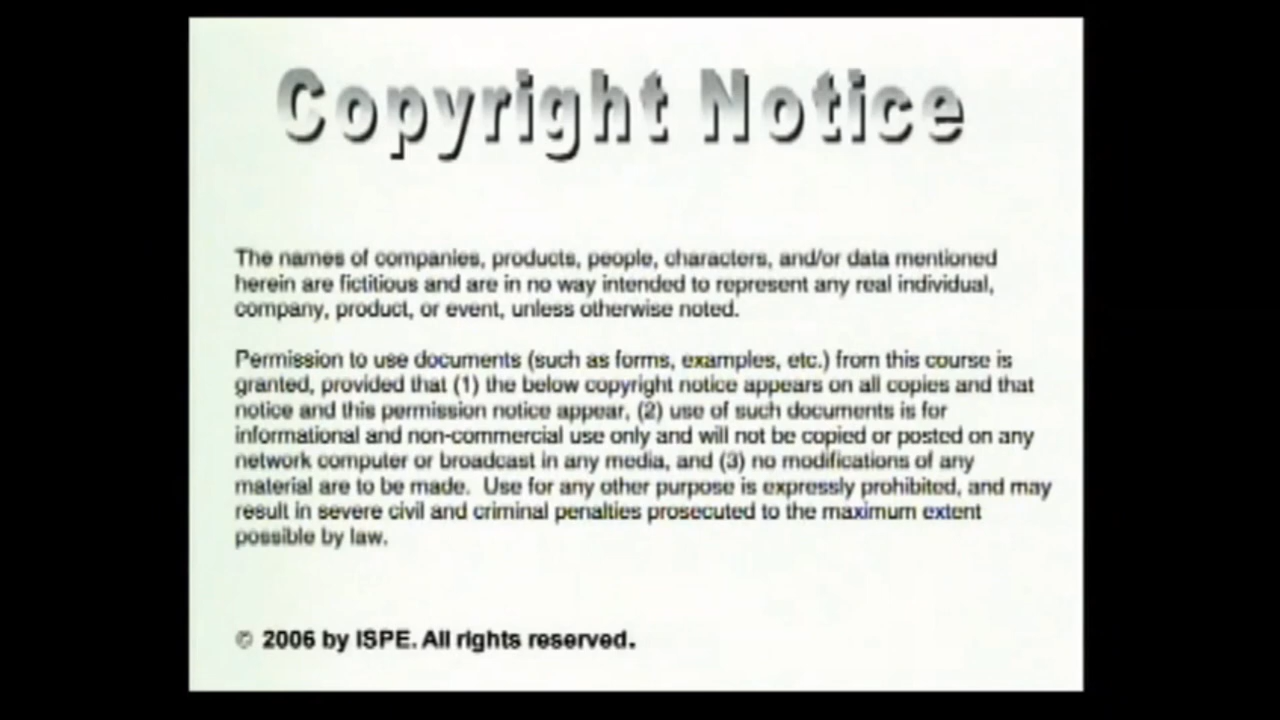 Copyright Notice
The names of companies, products, people, characters, and/or data mentioned
herein are fictitious and are in no way intended to represent any real individual,
company, product, or event, unless otherwise noted.
Permission to use documents (such as forms, examples, etc.) from this course is
granted, provided that (1) the below copyright notice appears on all copies and that
notice and this permission notice appear, (2) use of such documents is for
informational and non-commercial use only and will not be copied or posted on any
network computer or broadcast in any media, and (3) no modifications of any
material are to be made.  Use for any other purpose is expressly prohibited, and may
result in severe civil and criminal penalties prosecuted to the maximum extent
possible by law.
© 2006 by ISPE. All rights reserved.